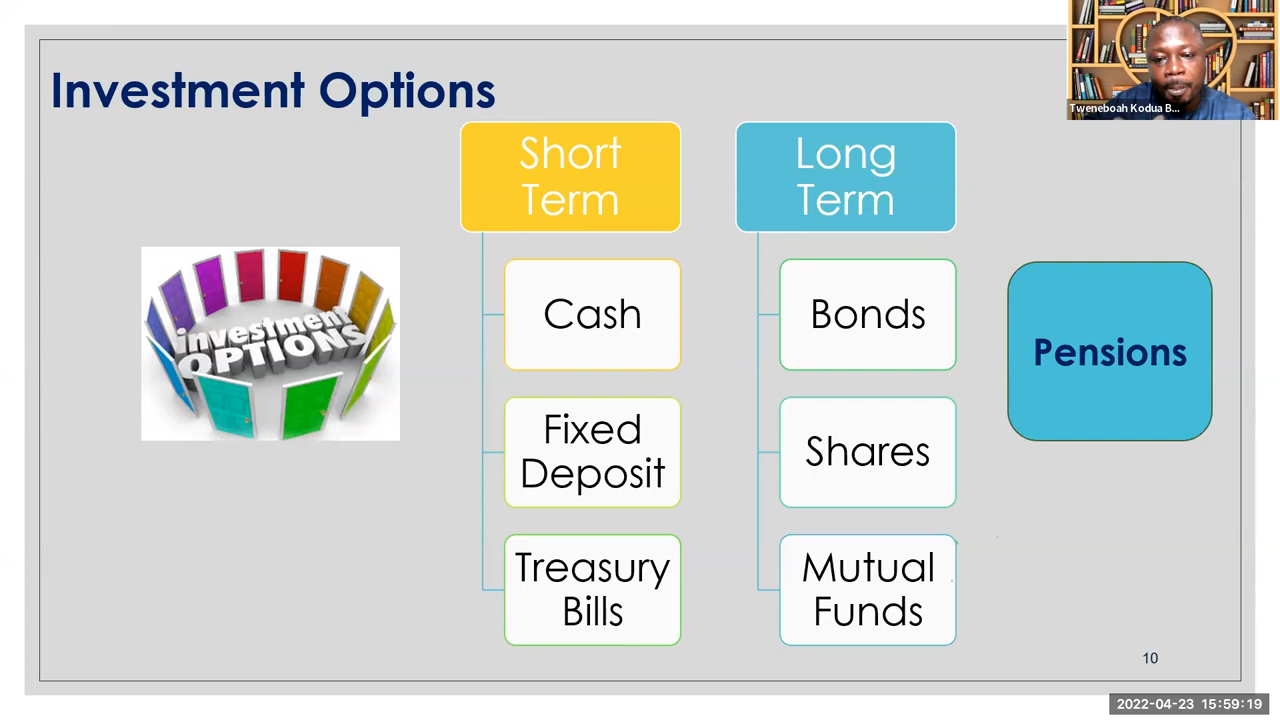 Investment Options
Tweneboah Kodua B...
Short
Term
Cash
Fixed
Deposit
Treasury
Bills
Long
Term
Bonds
Shares
Mutual
Funds
Pensions
investment
OPTIONS
10
2022-04-23 15:59:19